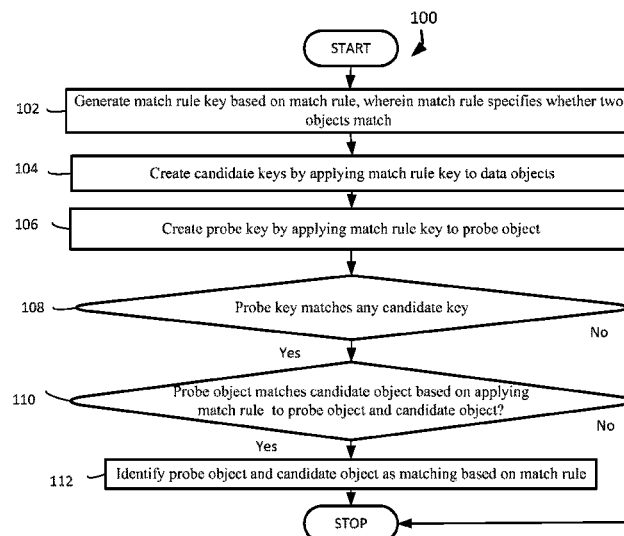 100
START
102
Generate match rule key based on match rule, wherein match rule specifies whether two
objects match
104
Create candidate keys by applying match rule key to data objects
106
Create probe key by applying match rule key to probe object
108
Probe key matches any candidate key
No
Yes
110
Probe object matches candidate object based on applying
match rule to probe object and candidate object?
No
Yes
112
Identify probe object and candidate object as matching based on match rule
STOP